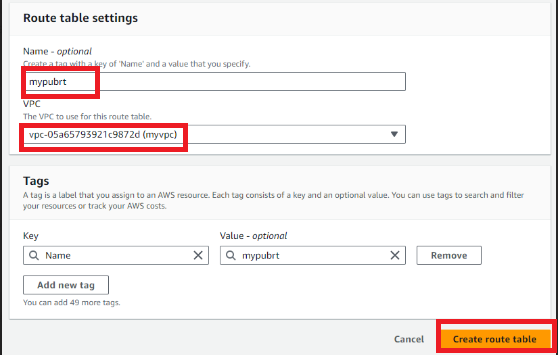 Route table settings
Name - optional
Create a tag with a key of 'Name' and a value that you specify.
mypubrt
VPC
The VPC to use for this route table.
vpc-05a65793921c9872d (myvpc)
Tags
A tag is a label that you assign to an AWS resource. Each tag consists of a key and an optional value. You can use tags to search and filter
your resources or track your AWS costs.
Key Value - optional
Name mypubrt Remove
Add new tag
You can add 49 more tags.
Cancel Create route table